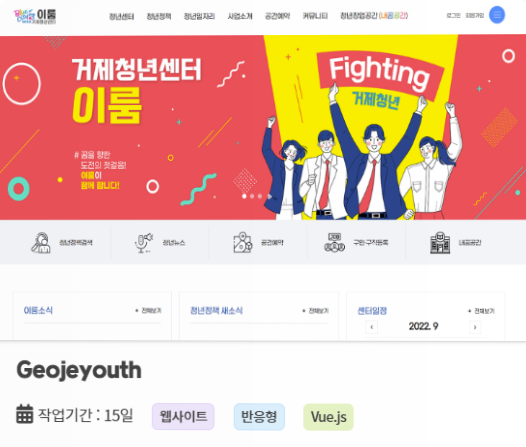 이룸
청년센터 청년정책 청년일자리 사업소개 공간예약 커뮤니티 청년창업공간 (내꿈공간)
로그인 회원가입
거제청년센터
이룸
# 꿈을 향한
도전의 첫걸음!
이룸이
함께 합니다!
Fighting
거제청년
청년정책검색 청년뉴스 공간예약 구인·구직등록 내꿈공간
이룸소식 + 전체보기
청년정책 새소식 + 전체보기
센터일정 + 전체보기
‹ 2022. 9 ›
Geojeyouth
작업기간 : 15일 웹사이트 반응형 Vue.js